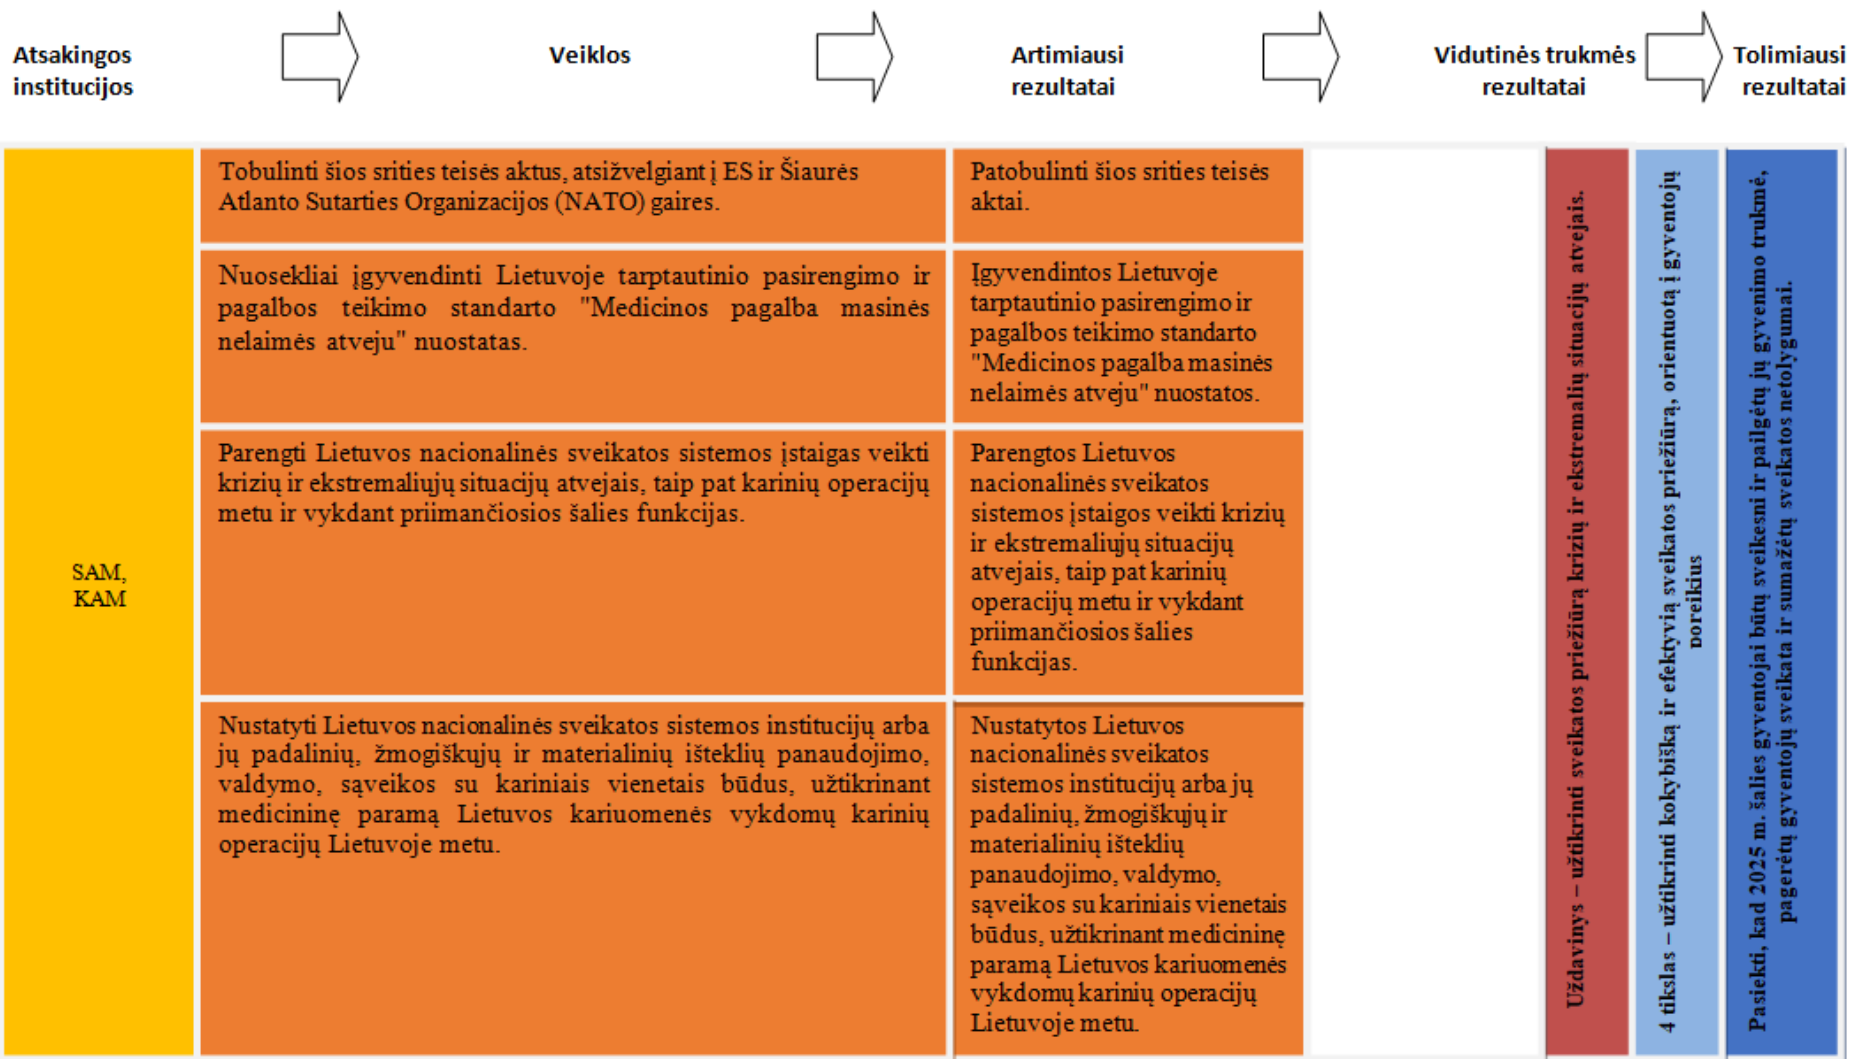 Atsakingos
institucijos
Veiklos
Artimiausi
rezultatai
Vidutinės trukmės
rezultatai
Tolimiausi
rezultatai
SAM,
KAM
Tobulinti šios srities teisės aktus, atsižvelgiant į ES ir Šiaurės
Atlanto Sutarties Organizacijos (NATO) gaires.
Patobulinti šios srities teisės
aktai.
Nuosekliai įgyvendinti Lietuvoje tarptautinio pasirengimo ir
pagalbos teikimo standarto "Medicinos pagalba masinės
nelaimės atveju" nuostatas.
Įgyvendintos Lietuvoje
tarptautinio pasirengimo ir
pagalbos teikimo standarto
"Medicinos pagalba masinės
nelaimės atveju" nuostatos.
Parengti Lietuvos nacionalinės sveikatos sistemos įstaigas veikti
krizių ir ekstremaliųjų situacijų atvejais, taip pat karinių operacijų
metu ir vykdant priimančiosios šalies funkcijas.
Parengtos Lietuvos
nacionalinės sveikatos
sistemos įstaigos veikti krizių
ir ekstremaliųjų situacijų
atvejais, taip pat karinių
operacijų metu ir vykdant
priimančiosios šalies
funkcijas.
Nustatyti Lietuvos nacionalinės sveikatos sistemos institucijų arba
jų padalinių, žmogiškųjų ir materialinių išteklių panaudojimo,
valdymo, sąveikos su kariniais vienetais būdus, užtikrinant
medicininę paramą Lietuvos kariuomenės vykdomų karinių
operacijų Lietuvoje metu.
Nustatytos Lietuvos
nacionalinės sveikatos
sistemos institucijų arba jų
padalinių, žmogiškųjų ir
materialinių išteklių
panaudojimo, valdymo,
sąveikos su kariniais vienetais
būdus, užtikrinant medicininę
paramą Lietuvos kariuomenės
vykdomų karinių operacijų
Lietuvoje metu.
Uždavinys – užtikrinti sveikatos priežiūrą krizių ir ekstremalių situacijų atvejais.
4 tikslas – užtikrinti kokybišką ir efektyvią sveikatos priežiūrą, orientuotą į gyventojų
poreikius
Pasiekti, kad 2025 m. šalies gyventojai būtų sveikesni ir pailgėtų jų gyvenimo trukmė,
pagerėtų gyventojų sveikata ir sumažėtų sveikatos netolygumai.